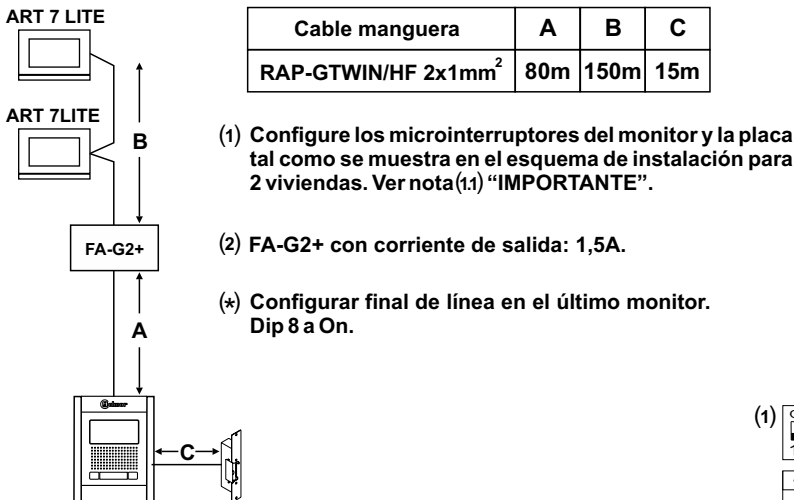 ART 7 LITE
ART 7LITE
B
FA-G2+
A
Golmar
C
Cable manguera A B C
RAP-GTWIN/HF 2x1mm² 80m 150m 15m
(1) Configure los microinterruptores del monitor y la placa
tal como se muestra en el esquema de instalación para
2 viviendas. Ver nota(1.1) “IMPORTANTE”.
(2) FA-G2+ con corriente de salida: 1,5A.
(*) Configurar final de línea en el último monitor.
Dip 8 a On.
(1)